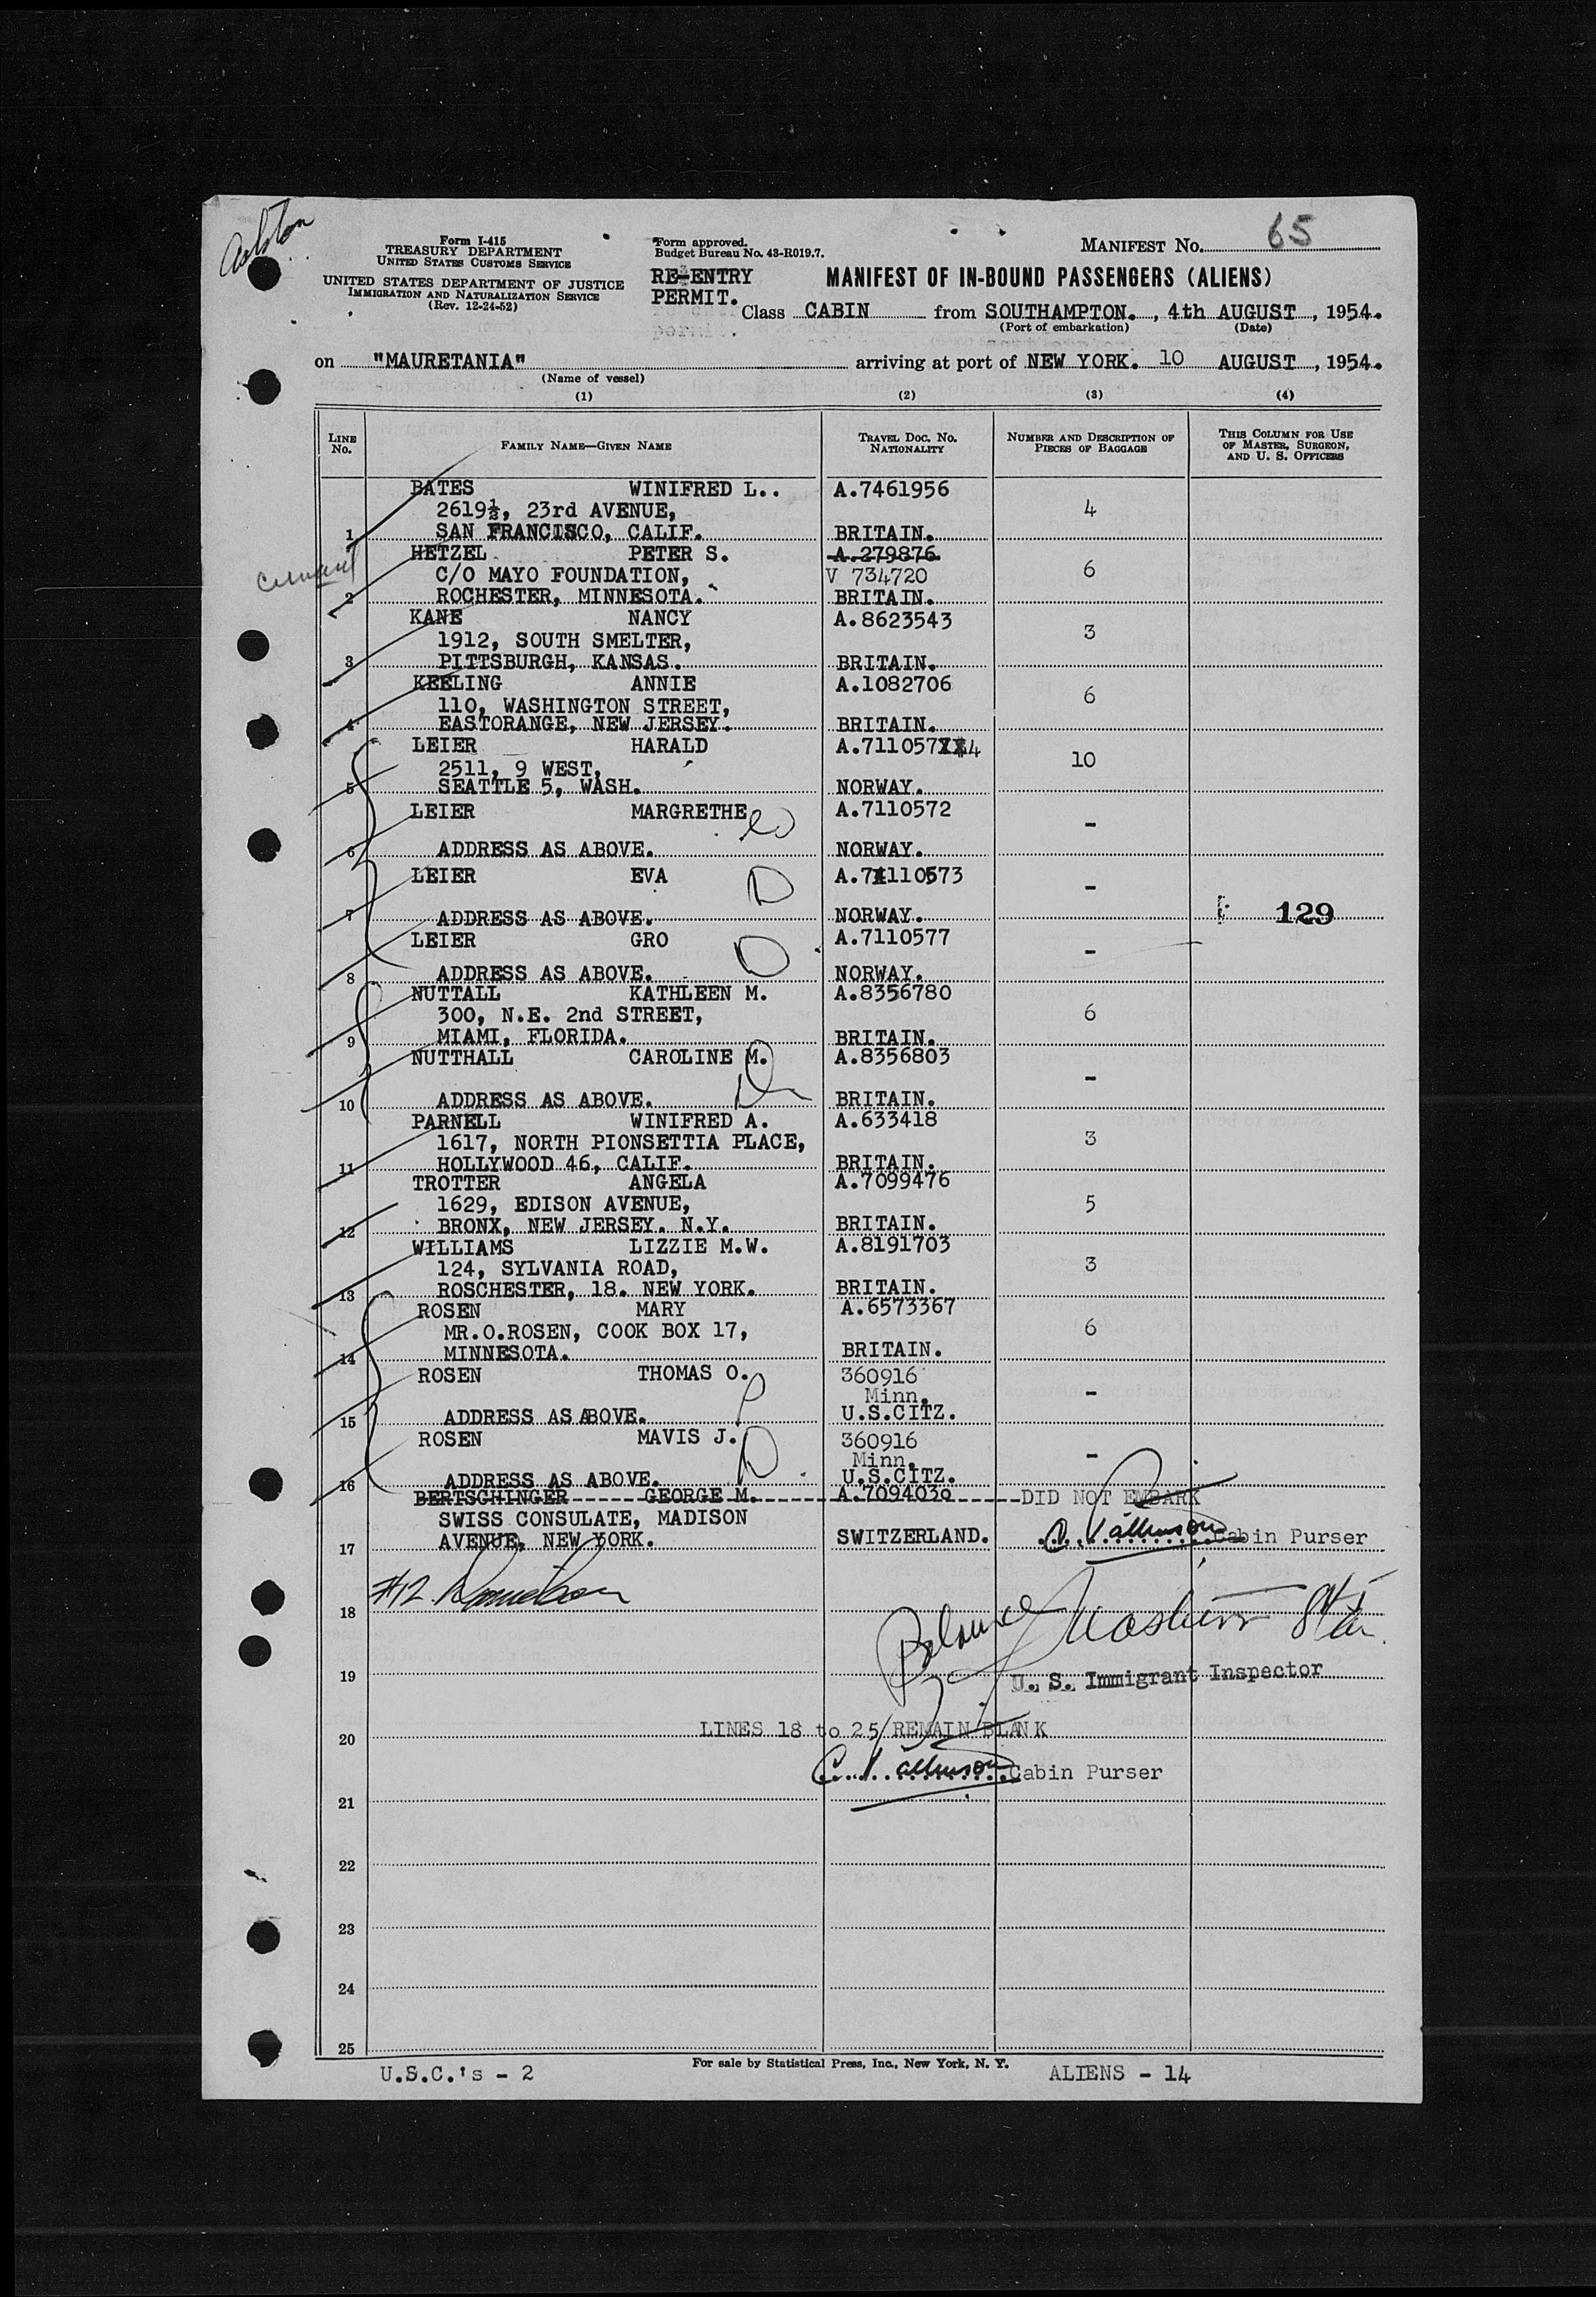 Form I-415
TREASURY DEPARTMENT
UNITED STATES CUSTOMS SERVICE
UNITED STATES DEPARTMENT OF JUSTICE
IMMIGRATION AND NATURALIZATION SERVICE
(Rev. 12-24-52)
Form approved.
Budget Bureau No. 43-R019.7.
RE-ENTRY
PERMIT.
MANIFEST NO. 65
MANIFEST OF IN-BOUND PASSENGERS (ALIENS)
Class CABIN from SOUTHAMPTON., 4th AUGUST, 1954.
(Port of embarkation) (Date)
on "MAURETANIA" arriving at port of NEW YORK. 10 AUGUST, 1954.
(Name of vessel)
(1) (2) (3) (4)
LINE No. FAMILY NAME—GIVEN NAME TRAVEL DOC. NO. NATIONALITY NUMBER AND DESCRIPTION OF PIECES OF BAGGAGE THIS COLUMN FOR USE OF MASTER, SURGEON, AND U. S. OFFICERS
BATES WINIFRED L.. A.7461956
2619½, 23rd AVENUE, 4
1 SAN FRANCISCO, CALIF. BRITAIN.
HETZEL PETER S. A.279876
C/O MAYO FOUNDATION, V 734720 6
2 ROCHESTER, MINNESOTA. BRITAIN.
KANE NANCY A.8623543
1912, SOUTH SMELTER, 3
3 PITTSBURGH, KANSAS. BRITAIN.
KEELING ANNIE A.1082706
110, WASHINGTON STREET, 6
4 EASTORANGE, NEW JERSEY. BRITAIN.
LEIER HARALD A.711057XX4
2511, 9 WEST, 10
5 SEATTLE 5, WASH. NORWAY.
LEIER MARGRETHE A.7110572
-
6 ADDRESS AS ABOVE. NORWAY.
LEIER EVA D A.7X110573
-
7 ADDRESS AS ABOVE. NORWAY. 129
LEIER GRO D A.7110577
-
8 ADDRESS AS ABOVE. NORWAY.
NUTTALL KATHLEEN M. A.8356780
300, N.E. 2nd STREET, 6
9 MIAMI, FLORIDA. BRITAIN.
NUTTHALL CAROLINE M. A.8356803
-
10 ADDRESS AS ABOVE. BRITAIN.
PARNELL WINIFRED A. A.633418
1617, NORTH PIONSETTIA PLACE, 3
11 HOLLYWOOD 46, CALIF. BRITAIN.
TROTTER ANGELA A.7099476
1629, EDISON AVENUE, 5
12 BRONX, NEW JERSEY. N.Y. BRITAIN.
WILLIAMS LIZZIE M.W. A.8191703
124, SYLVANIA ROAD, 3
13 ROSCHESTER, 18. NEW YORK. BRITAIN.
ROSEN MARY A.6573367
MR.O.ROSEN, COOK BOX 17, 6
14 MINNESOTA. BRITAIN.
ROSEN THOMAS O. 360916
Minn. -
15 ADDRESS AS ABOVE. U.S.CITZ.
ROSEN MAVIS J. D 360916
Minn. -
16 ADDRESS AS ABOVE. U.S.CITZ.
BERTSCHINGER GEORGE M. A.7094030 DID NOT EMBARK
SWISS CONSULATE, MADISON
17 AVENUE, NEW YORK. SWITZERLAND. Cabin Purser
#12
18 Balance
19 U. S. Immigrant Inspector
LINES 18 to 25 REMAIN BLANK
20
Cabin Purser
21
22
23
24
25
U.S.C.'s - 2 For sale by Statistical Press, Inc., New York, N. Y. ALIENS - 14